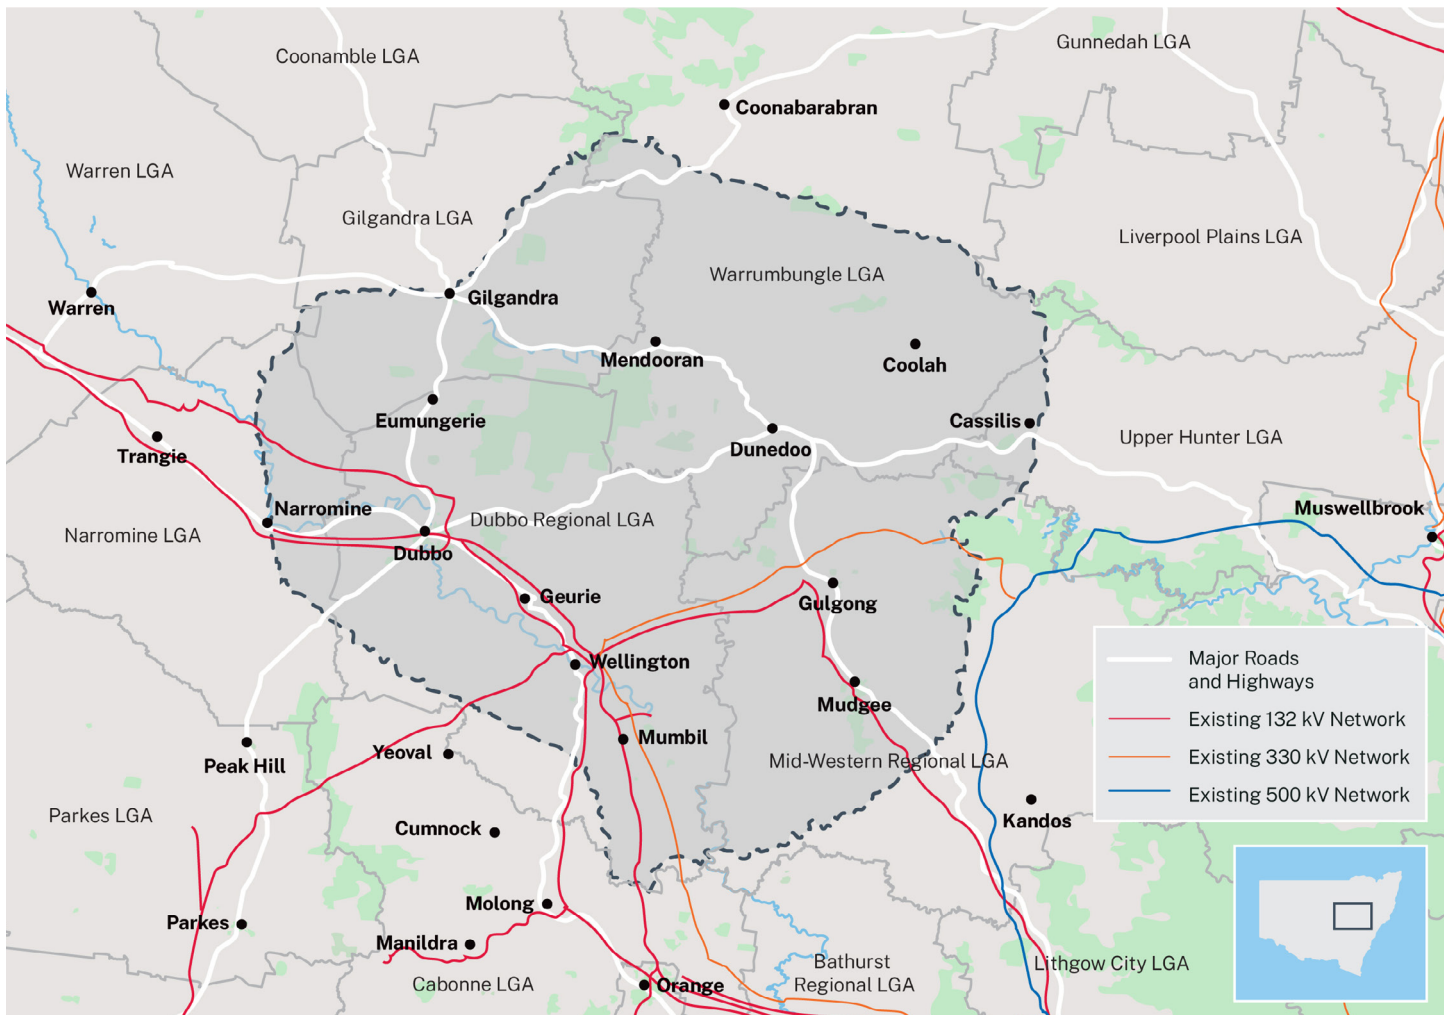 Coonamble LGA
Gunnedah LGA
Coonabarabran
Warren LGA
Gilgandra LGA
Liverpool Plains LGA
Warrumbungle LGA
Gilgandra
Warren
Mendooran
Coolah
Eumungerie
Cassilis
Upper Hunter LGA
Trangie
Dunedoo
Narromine
Muswellbrook
Dubbo Regional LGA
Narromine LGA
Dubbo
Geurie
Gulgong
Wellington
Major Roads
and Highways
Mudgee
Existing 132 kV Network
Mumbil
Yeoval
Existing 330 kV Network
Peak Hill
Mid-Western Regional LGA
Existing 500 kV Network
Parkes LGA
Kandos
Cumnock
Molong
Parkes
Manildra
Bathurst
Regional LGA
Lithgow City LGA
Cabonne LGA
Orange